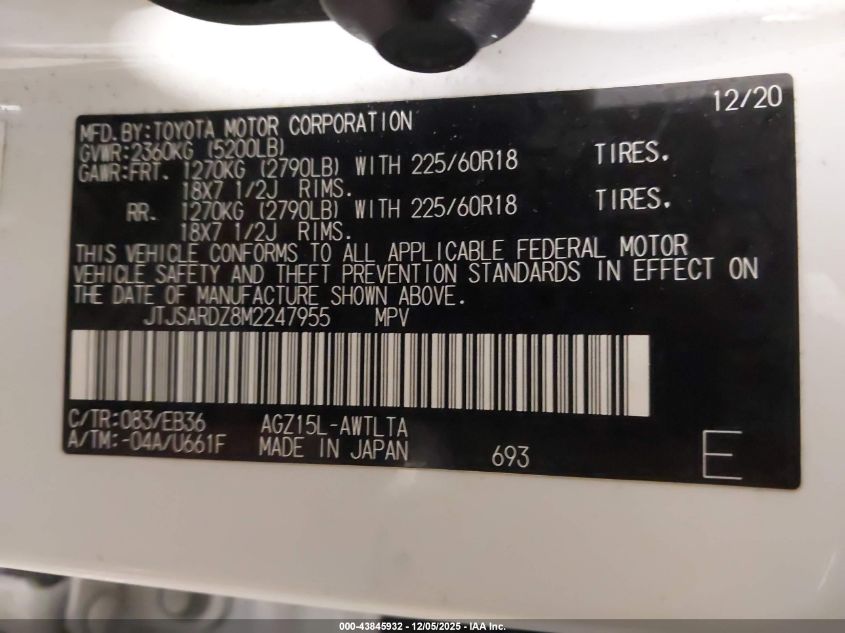 12/20
MFD.BY:TOYOTA MOTOR CORPORATION
GVWR:2360KG (5200LB)
GAWR:FRT. 1270KG (2790LB) WITH 225/60R18 TIRES.
18X7 1/2J RIMS.
RR. 1270KG (2790LB) WITH 225/60R18 TIRES.
18X7 1/2J RIMS.
THIS VEHICLE CONFORMS TO ALL APPLICABLE FEDERAL MOTOR
VEHICLE SAFETY AND THEFT PREVENTION STANDARDS IN EFFECT ON
THE DATE OF MANUFACTURE SHOWN ABOVE.
JTJSARDZ8M2247955 MPV
C/TR:083/EB36 AGZ15L-AWTLTA
A/TM:-04A/U661F MADE IN JAPAN 693 E
000-43845932 - 12/05/2025 - IAA Inc.